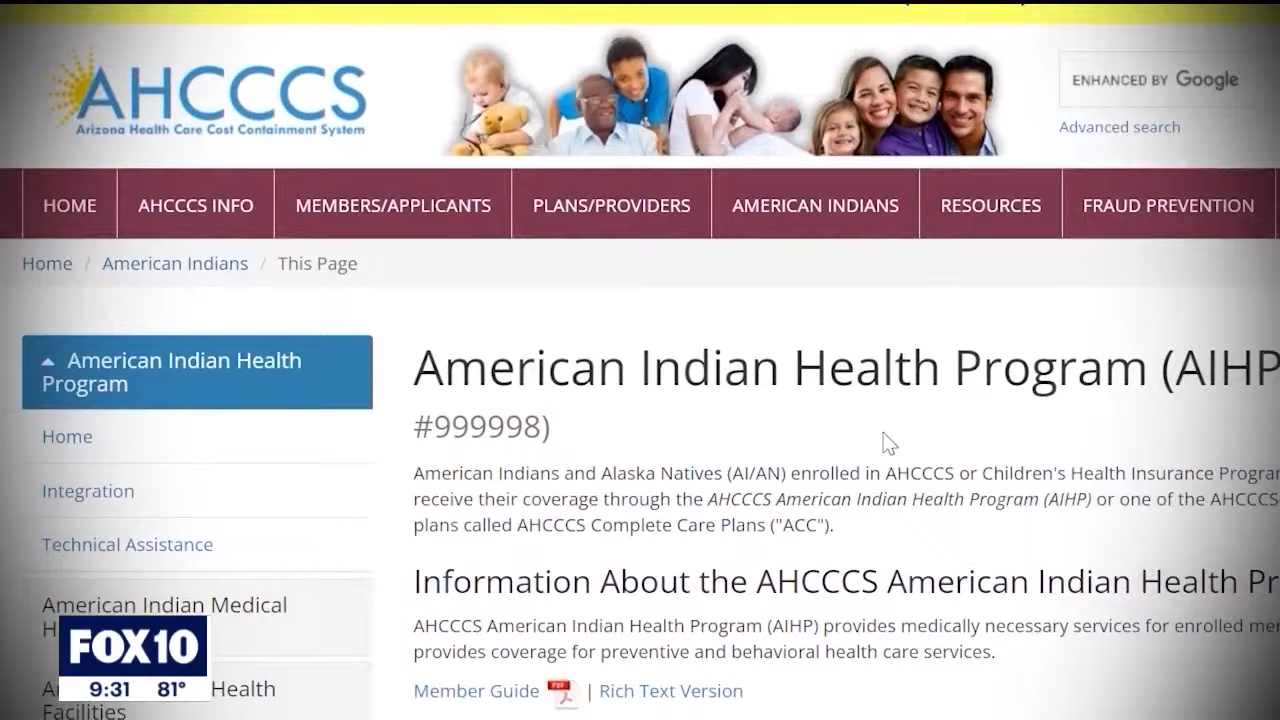 AHCCCS
Arizona Health Care Cost Containment System
ENHANCED BY Google
Advanced search
HOME AHCCCS INFO MEMBERS/APPLICANTS PLANS/PROVIDERS AMERICAN INDIANS RESOURCES FRAUD PREVENTION
Home / American Indians / This Page
American Indian Health
Program
Home
Integration
Technical Assistance
American Indian Medical
H
A Health
Facilities
American Indian Health Program (AIHP
#999998)
American Indians and Alaska Natives (AI/AN) enrolled in AHCCCS or Children's Health Insurance Program
receive their coverage through the AHCCCS American Indian Health Program (AIHP) or one of the AHCCCS
plans called AHCCCS Complete Care Plans ("ACC").
Information About the AHCCCS American Indian Health Pr
AHCCCS American Indian Health Program (AIHP) provides medically necessary services for enrolled me
provides coverage for preventive and behavioral health care services.
Member Guide PDF | Rich Text Version
FOX10
9:31 81°